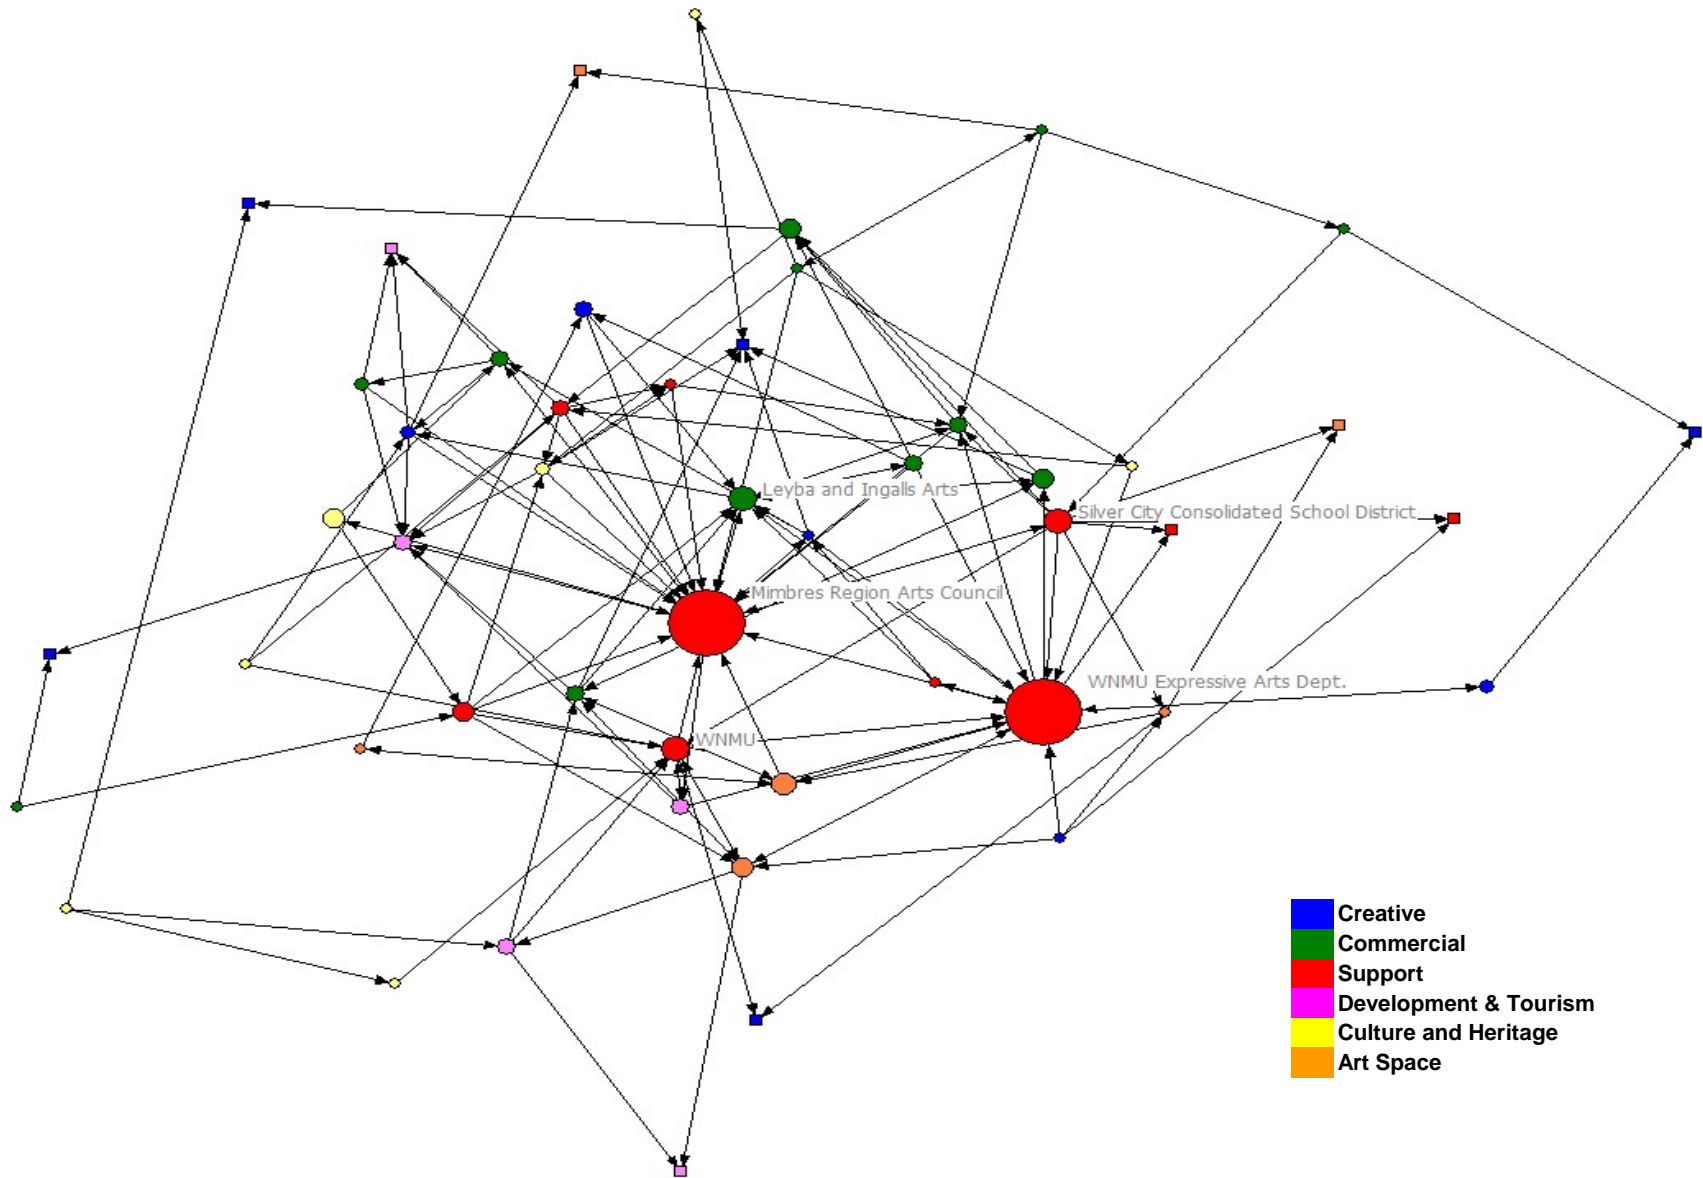 Leyba and Ingalls Arts
Silver City Consolidated School District
Mimbres Region Arts Council
WNMU Expressive Arts Dept.
WNMU
Creative
Commercial
Support
Development & Tourism
Culture and Heritage
Art Space